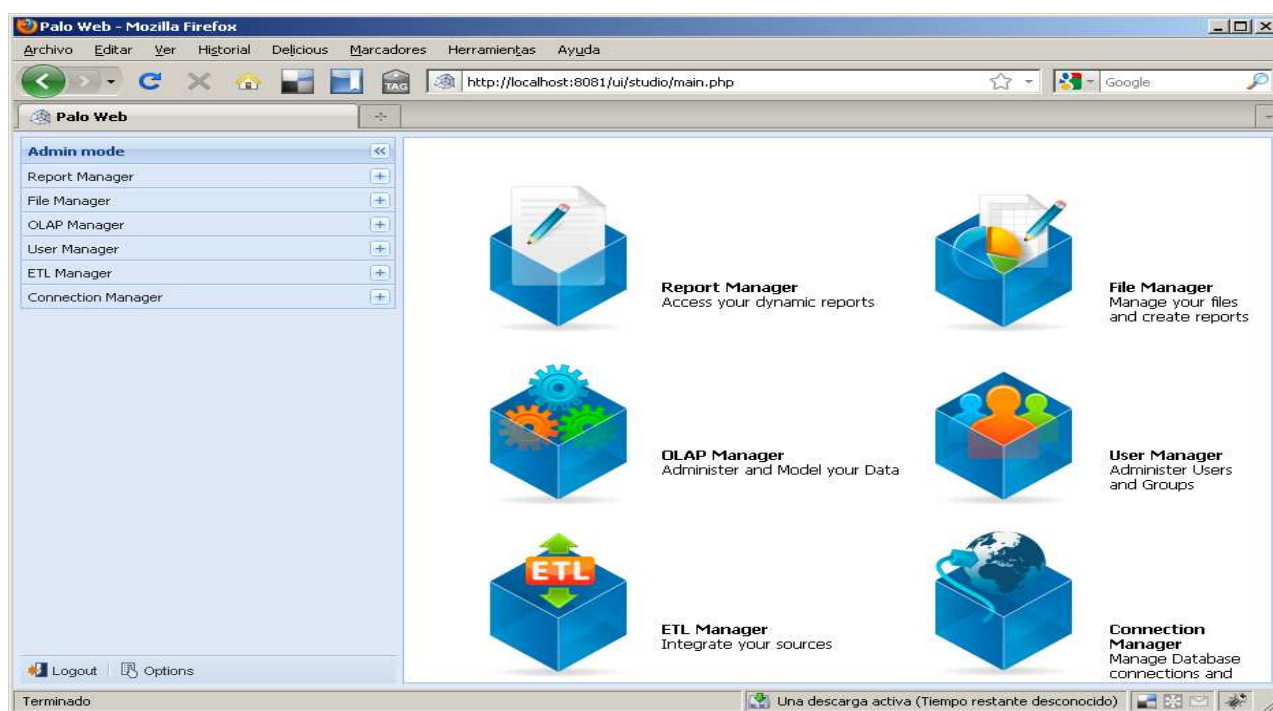 Palo Web - Mozilla Firefox
Archivo Editar Ver Historial Delicious Marcadores Herramientas Ayuda
TAG http://localhost:8081/ui/studio/main.php Google
Palo Web
Admin mode
Report Manager
File Manager
OLAP Manager
User Manager
ETL Manager
Connection Manager
Report Manager
Access your dynamic reports
File Manager
Manage your files
and create reports
OLAP Manager
Administer and Model your Data
User Manager
Administer Users
and Groups
ETL
ETL Manager
Integrate your sources
Connection
Manager
Manage Database
connections and
Logout Options
Terminado Una descarga activa (Tiempo restante desconocido)